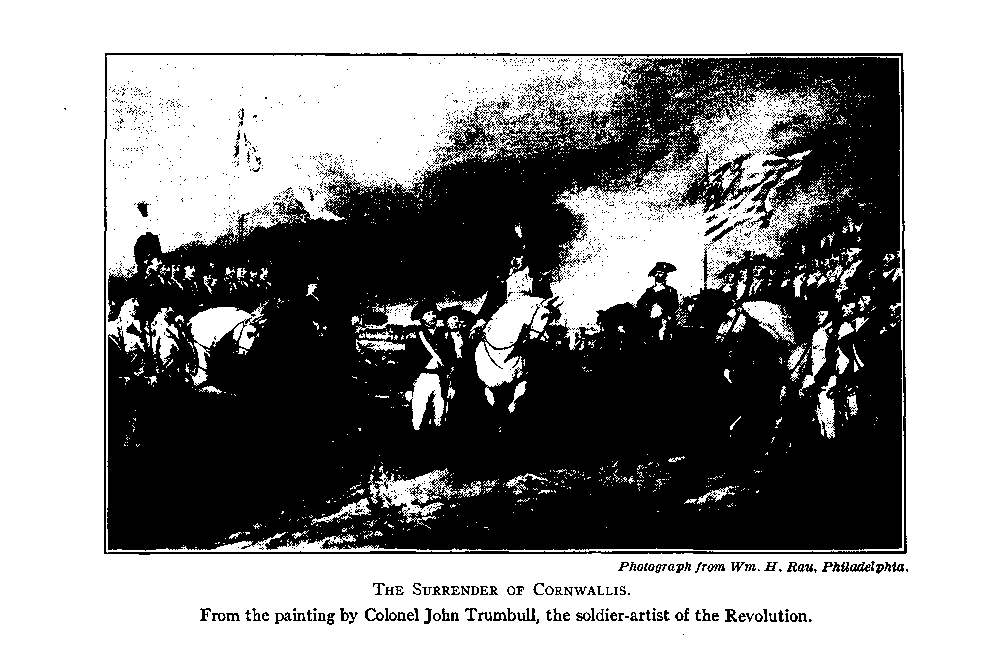 Photograph from Wm. H. Rau, Philadelphia.
THE SURRENDER OF CORNWALLIS.
From the painting by Colonel John Trumbull, the soldier-artist of the Revolution.